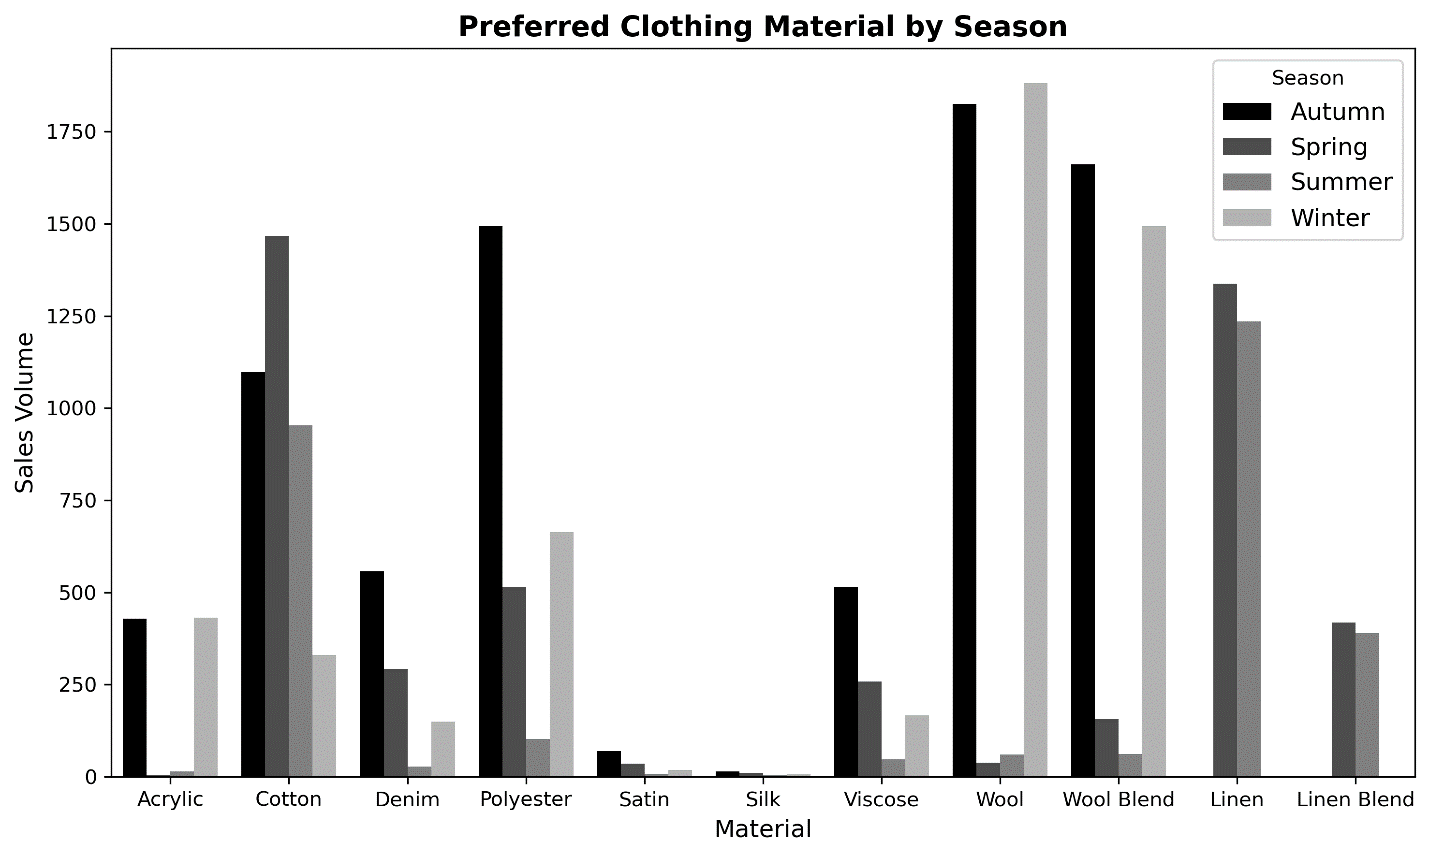 Preferred Clothing Material by Season
Season
Autumn
Spring
Summer
Winter
Sales Volume
1750
1500
1250
1000
750
500
250
0
Acrylic
Cotton
Denim
Polyester
Satin
Silk
Viscose
Wool
Wool Blend
Linen
Linen Blend
Material